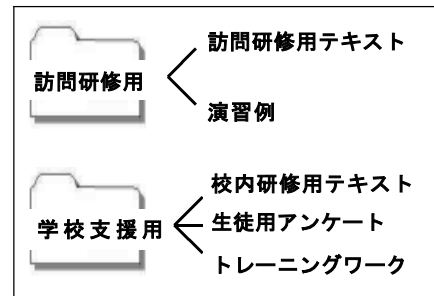 訪問研修用
訪問研修用テキスト
演習例
学校支援用
校内研修用テキスト
生徒用アンケート
トレーニングワーク